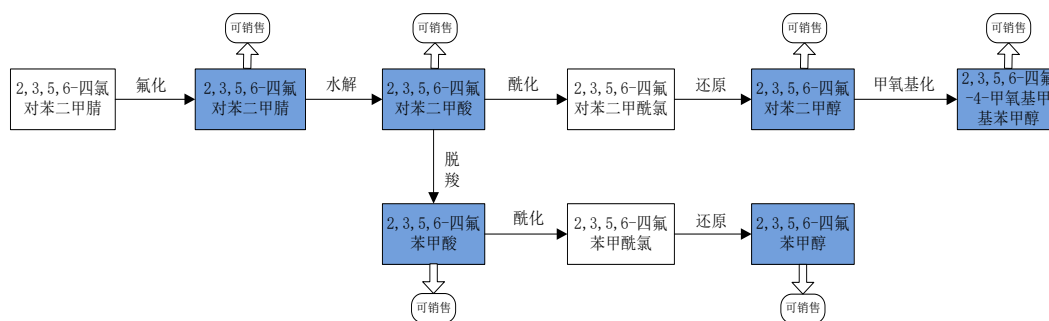 可销售
可销售
可销售
可销售
2,3,5,6-四氯
对苯二甲腈
氟化
2,3,5,6-四氟
对苯二甲腈
水解
2,3,5,6-四氟
对苯二甲酸
酰化
2,3,5,6-四氟
对苯二甲酰氯
还原
2,3,5,6-四氟
对苯二甲醇
甲氧基化
2,3,5,6-四氟
-4-甲氧基甲
基苯甲醇
脱
羧
2,3,5,6-四氟
苯甲酸
酰化
2,3,5,6-四氟
苯甲酰氯
还原
2,3,5,6-四氟
苯甲醇
可销售
可销售